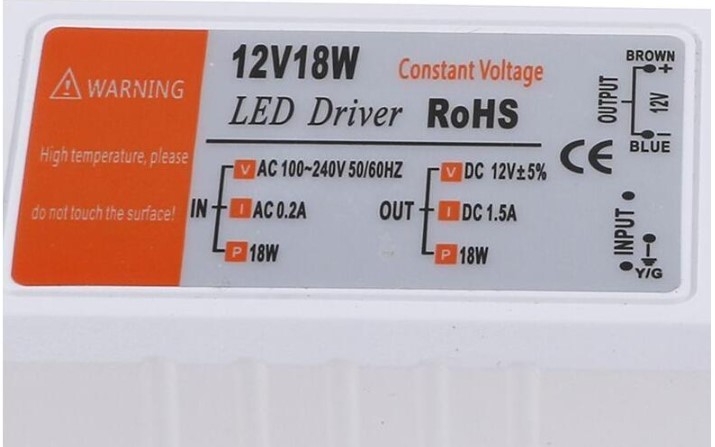 WARNING
High temperature, please
do not touch the surface!
12V18W Constant Voltage
LED Driver RoHS
IN
V AC 100~240V 50/60HZ
I AC 0.2A
P 18W
OUT
V DC 12V±5%
I DC 1.5A
P 18W
CE
OUTPUT
BROWN
+
12V
-
BLUE
INPUT
Y/G